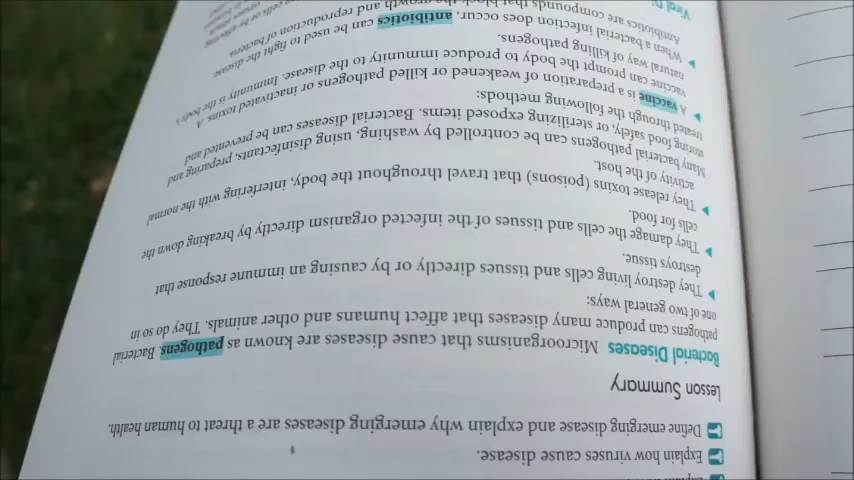 Explain how viruses cause disease.
Define emerging disease and explain why emerging diseases are a threat to human health.
Lesson Summary
Bacterial Diseases Microorganisms that cause diseases are known as pathogens. Bacterial
pathogens can produce many diseases that affect humans and other animals. They do so in
one of two general ways:
▶ They destroy living cells and tissues directly or by causing an immune response that
destroys tissue.
▶ They damage the cells and tissues of the infected organism directly by breaking down the
cells for food.
▶ They release toxins (poisons) that travel throughout the body, interfering with the normal
activity of the host.
Many bacterial pathogens can be controlled by washing, using disinfectants, preparing and
storing food safely, or sterilizing exposed items. Bacterial diseases can be prevented and
treated through the following methods:
▶ A vaccine is a preparation of weakened or killed pathogens or inactivated toxins. A
vaccine can prompt the body to produce immunity to the disease. Immunity is the body's
natural way of killing pathogens.
▶ When a bacterial infection does occur, antibiotics can be used to fight the disease.
Antibiotics are compounds that block the growth and reproduction of bacteria.
Viral